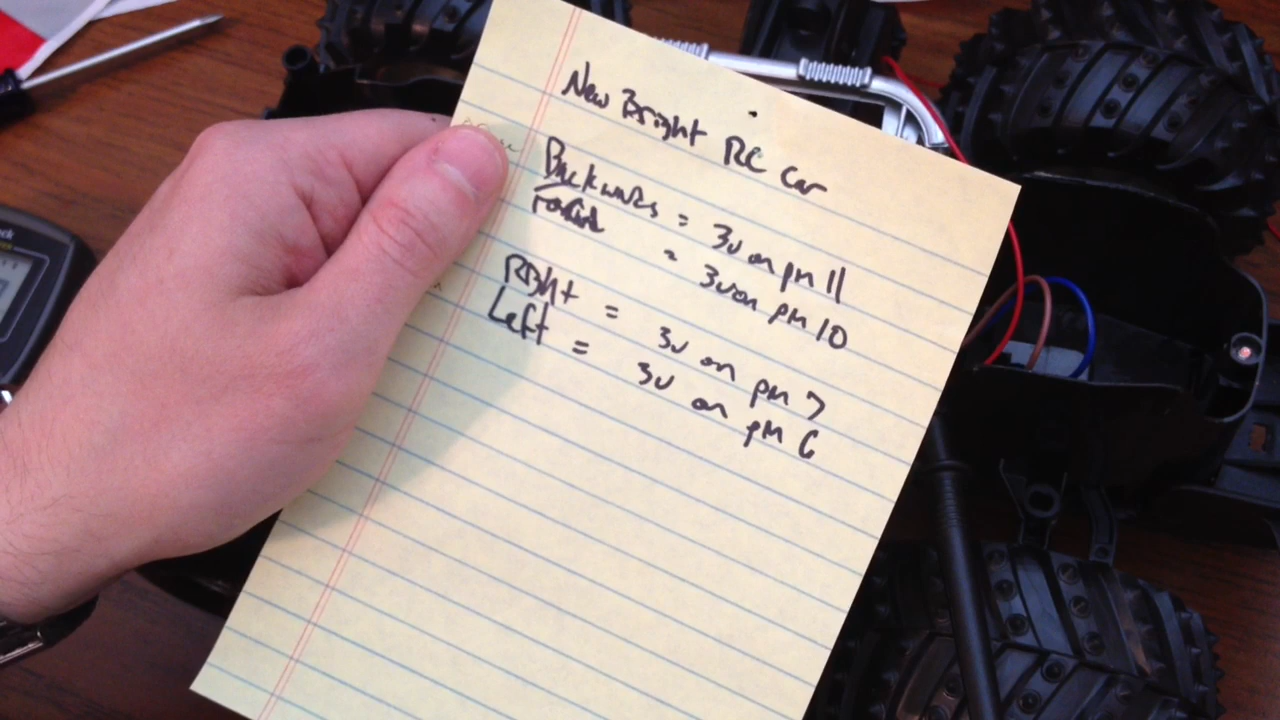 New Bright RC Car
Backwards = 3v on pin 11
= 3v on pin 10
Right = 3v on pin 7
Left = 3v on pin 6